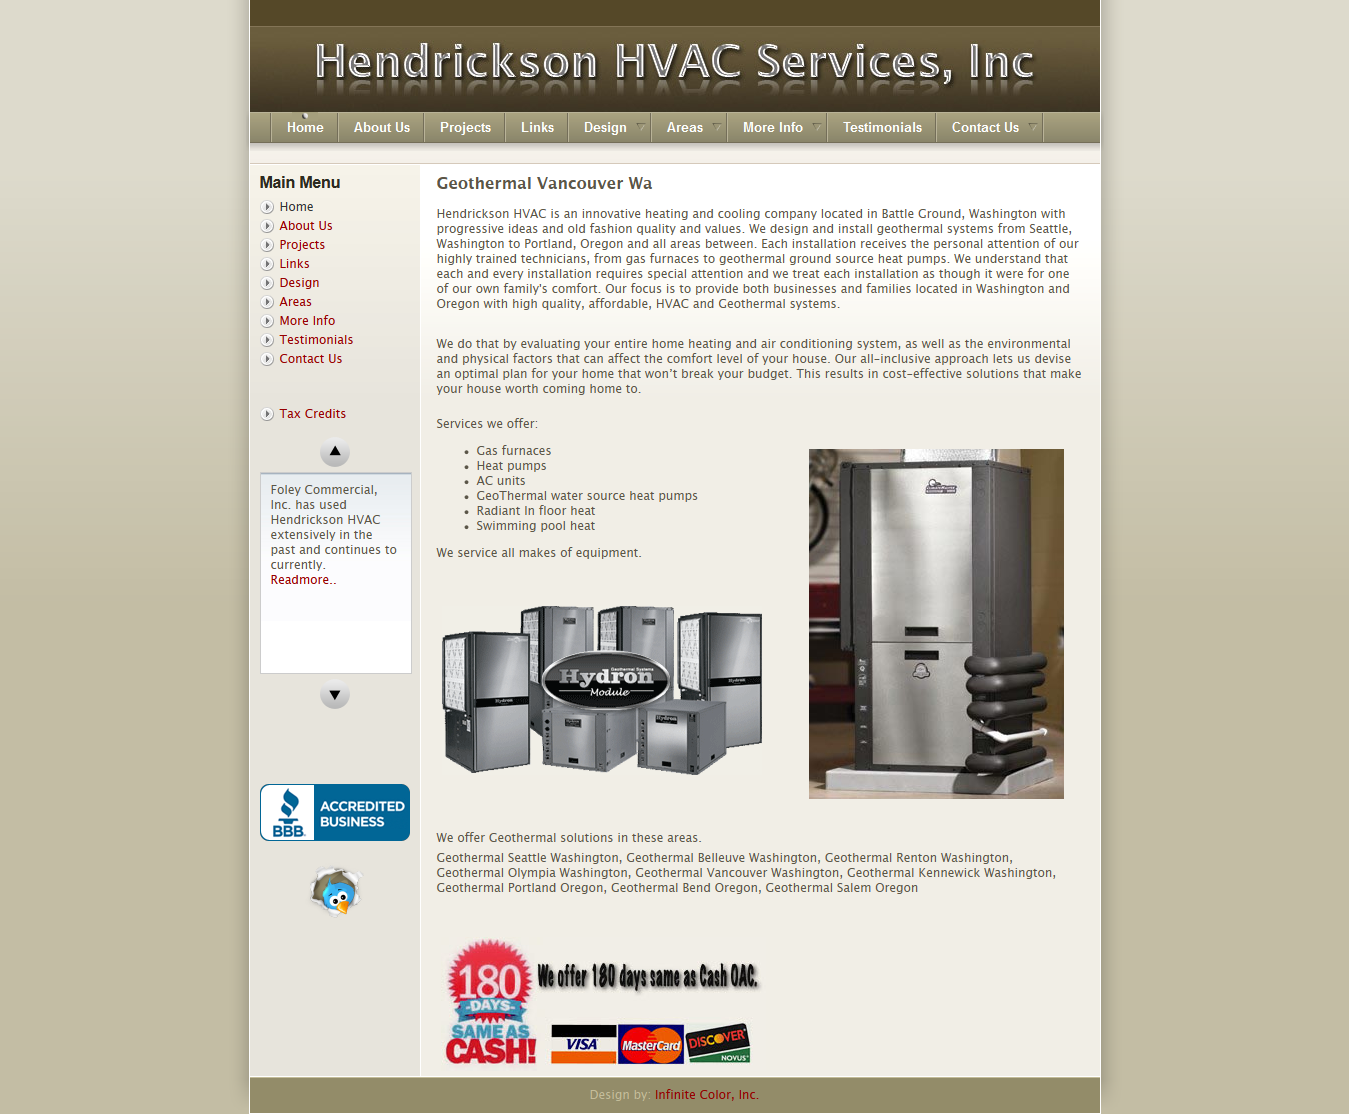 Hendrickson HVAC Services, Inc
Home
About Us
Projects
Links
Design
Areas
More Info
Testimonials
Contact Us
Main Menu
Home
About Us
Projects
Links
Design
Areas
More Info
Testimonials
Contact Us
Tax Credits
Foley Commercial,
Inc. has used
Hendrickson HVAC
extensively in the
past and continues to
currently.
Readmore..
ACCREDITED
BUSINESS
BBB
Geothermal Vancouver Wa
Hendrickson HVAC is an innovative heating and cooling company located in Battle Ground, Washington with
progressive ideas and old fashion quality and values. We design and install geothermal systems from Seattle,
Washington to Portland, Oregon and all areas between. Each installation receives the personal attention of our
highly trained technicians, from gas furnaces to geothermal ground source heat pumps. We understand that
each and every installation requires special attention and we treat each installation as though it were for one
of our own family's comfort. Our focus is to provide both businesses and families located in Washington and
Oregon with high quality, affordable, HVAC and Geothermal systems.
We do that by evaluating your entire home heating and air conditioning system, as well as the environmental
and physical factors that can affect the comfort level of your house. Our all-inclusive approach lets us devise
an optimal plan for your home that won't break your budget. This results in cost-effective solutions that make
your house worth coming home to.
Services we offer:
Gas furnaces
Heat pumps
AC units
GeoThermal water source heat pumps
Radiant In floor heat
Swimming pool heat
We service all makes of equipment.
Geothermal Systems
Hydron
Module
Hydron
Hydron
We offer Geothermal solutions in these areas.
Geothermal Seattle Washington, Geothermal Belleuve Washington, Geothermal Renton Washington,
Geothermal Olympia Washington, Geothermal Vancouver Washington, Geothermal Kennewick Washington,
Geothermal Portland Oregon, Geothermal Bend Oregon, Geothermal Salem Oregon
180
DAYS
SAME AS
CASH!
We offer 180 days same as Cash OAC.
VISA
MasterCard
DISCOVER
NOVUS
Design by: Infinite Color, Inc.